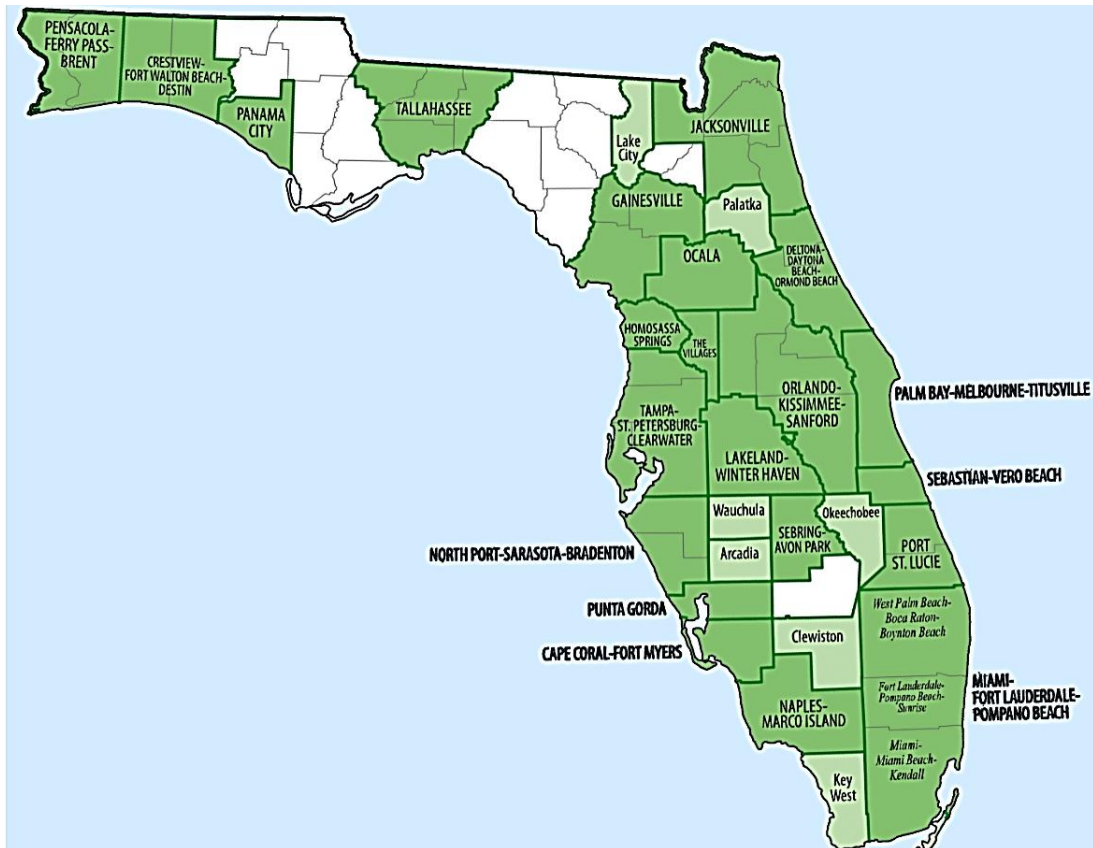 PENSACOLA-
FERRY PASS-
BRENT
CRESTVIEW-
FORT WALTON BEACH-
DESTIN
PANAMA
CITY
TALLAHASSEE
Lake
City
JACKSONVILLE
GAINESVILLE
Palatka
OCALA
DELTONA-
DAYTONA
BEACH-
ORMOND BEACH
HOMOSASSA
SPRINGS
THE
VILLAGES
ORLANDO-
KISSIMMEE-
SANFORD
PALM BAY-MELBOURNE-TITUSVILLE
TAMPA-
ST. PETERSBURG-
CLEARWATER
LAKELAND-
WINTER HAVEN
SEBASTIAN-VERO BEACH
Wauchula
Okeechobee
SEBRING-
AVON PARK
Arcadia
PORT
ST. LUCIE
NORTH PORT-SARASOTA-BRADENTON
PUNTA GORDA
West Palm Beach-
Boca Raton-
Boynton Beach
Clewiston
CAPE CORAL-FORT MYERS
Fort Lauderdale-
Pompano Beach-
Sunrise
MIAMI-
FORT LAUDERDALE-
POMPANO BEACH
NAPLES-
MARCO ISLAND
Miami-
Miami Beach-
Kendall
Key
West